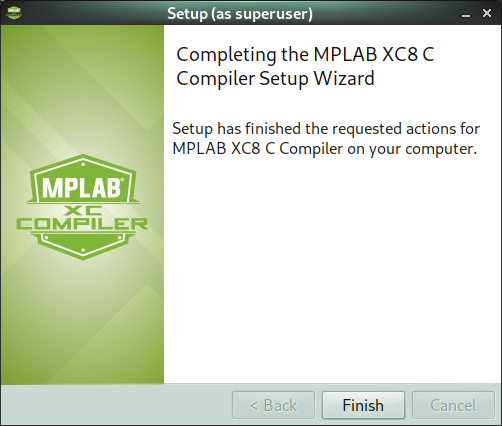 Setup (as superuser)
Completing the MPLAB XC8 C
Compiler Setup Wizard
Setup has finished the requested actions for
MPLAB XC8 C Compiler on your computer.
MPLAB®
XC
COMPILER
< Back
Finish
Cancel